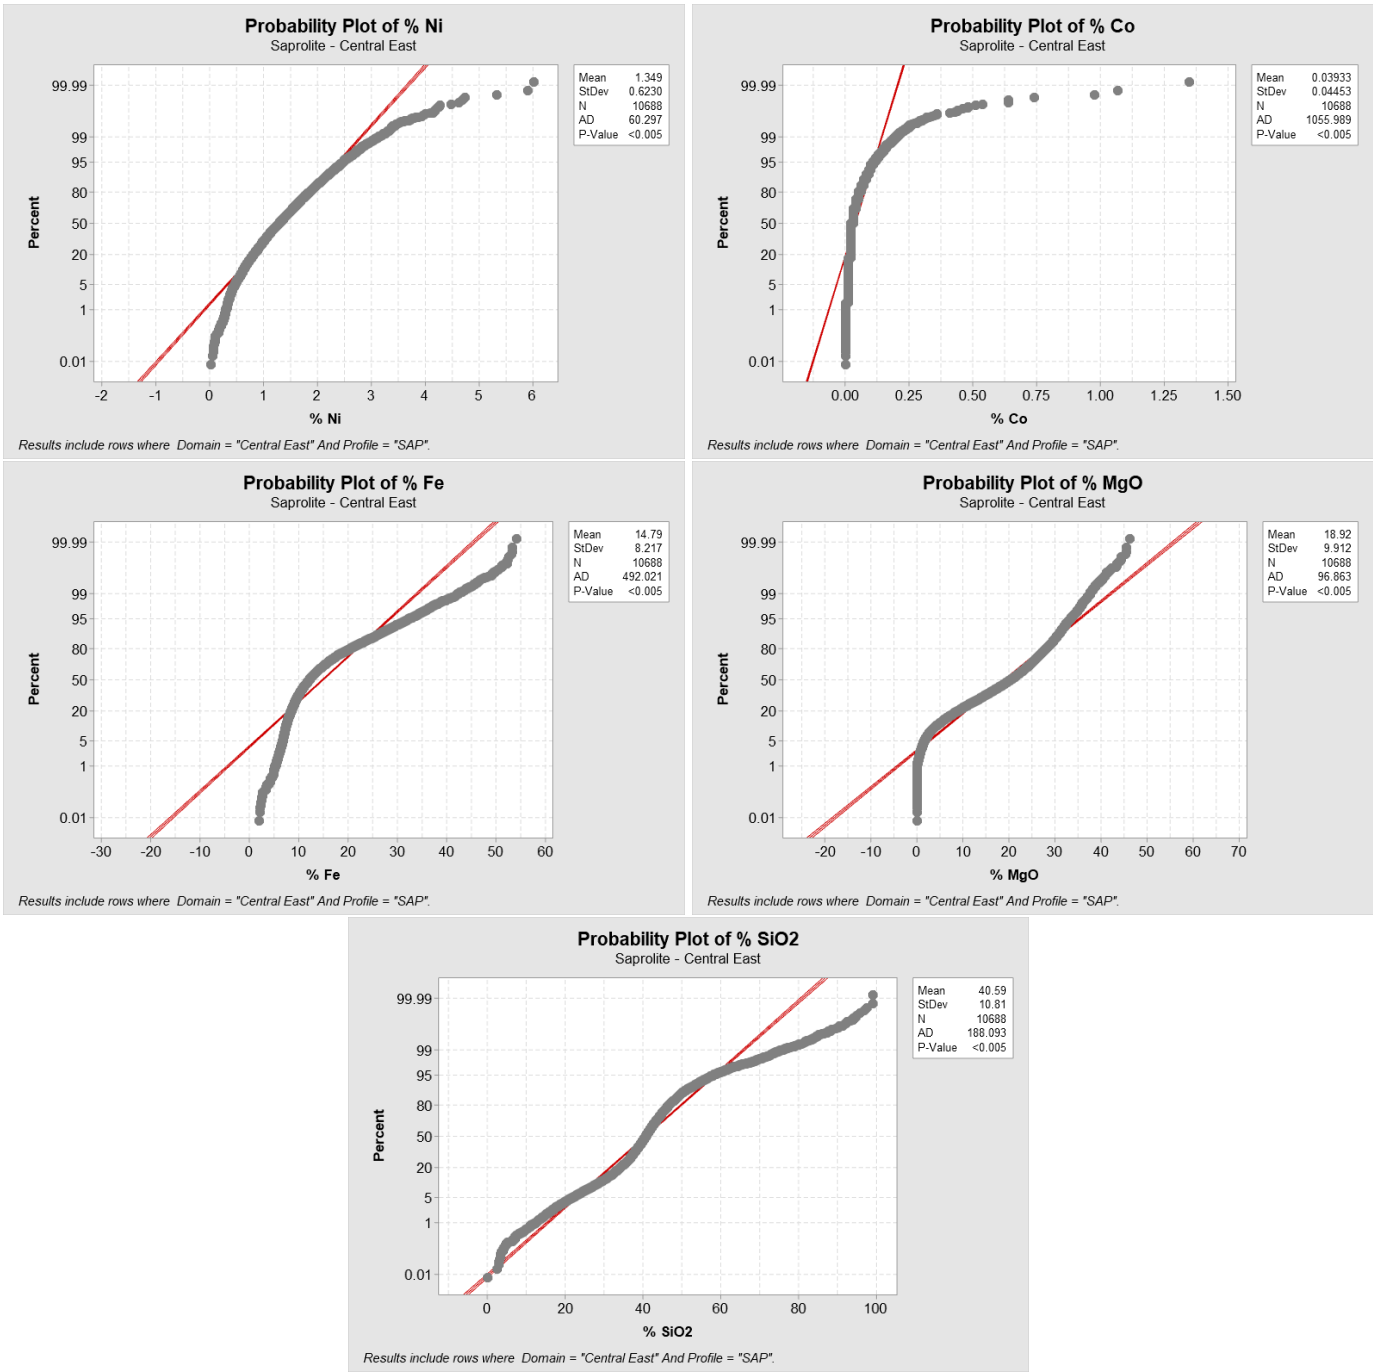 Probability Plot of % Ni
Saprolite - Central East
Mean 1.349
StDev 0.6230
N 10688
AD 60.297
P-Value <0.005
99.99
99
95
80
50
20
5
1
0.01
Percent
-2 -1 0 1 2 3 4 5 6
% Ni
Results include rows where Domain = "Central East" And Profile = "SAP".
Probability Plot of % Co
Saprolite - Central East
Mean 0.03933
StDev 0.04453
N 10688
AD 1055.989
P-Value <0.005
99.99
99
95
80
50
20
5
1
0.01
Percent
0.00 0.25 0.50 0.75 1.00 1.25 1.50
% Co
Results include rows where Domain = "Central East" And Profile = "SAP".
Probability Plot of % Fe
Saprolite - Central East
Mean 14.79
StDev 8.217
N 10688
AD 492.021
P-Value <0.005
99.99
99
95
80
50
20
5
1
0.01
Percent
-30 -20 -10 0 10 20 30 40 50 60
% Fe
Results include rows where Domain = "Central East" And Profile = "SAP".
Probability Plot of % MgO
Saprolite - Central East
Mean 18.92
StDev 9.912
N 10688
AD 96.863
P-Value <0.005
99.99
99
95
80
50
20
5
1
0.01
Percent
-20 -10 0 10 20 30 40 50 60 70
% MgO
Results include rows where Domain = "Central East" And Profile = "SAP".
Probability Plot of % SiO2
Saprolite - Central East
Mean 40.59
StDev 10.81
N 10688
AD 188.093
P-Value <0.005
99.99
99
95
80
50
20
5
1
0.01
Percent
0 20 40 60 80 100
% SiO2
Results include rows where Domain = "Central East" And Profile = "SAP".